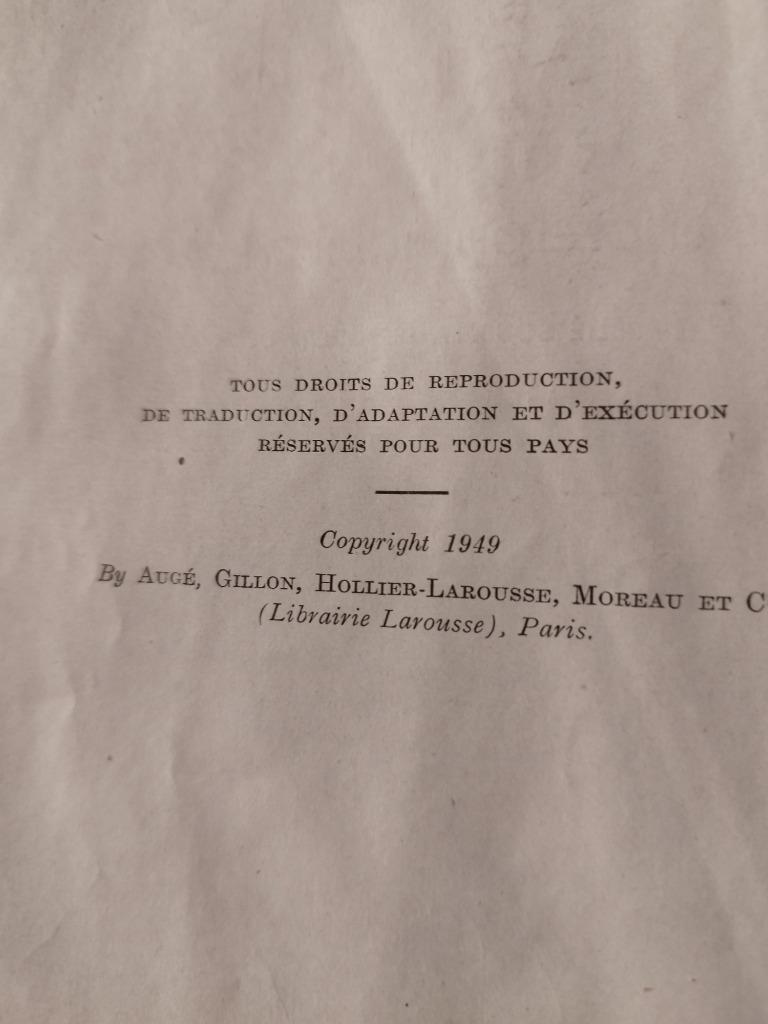 TOUS DROITS DE REPRODUCTION,
DE TRADUCTION, D'ADAPTATION ET D'EXÉCUTION
RÉSERVÉS POUR TOUS PAYS
Copyright 1949
By AUGÉ, GILLON, HOLLIER-LAROUSSE, MOREAU ET C
(Librairie Larousse), Paris.